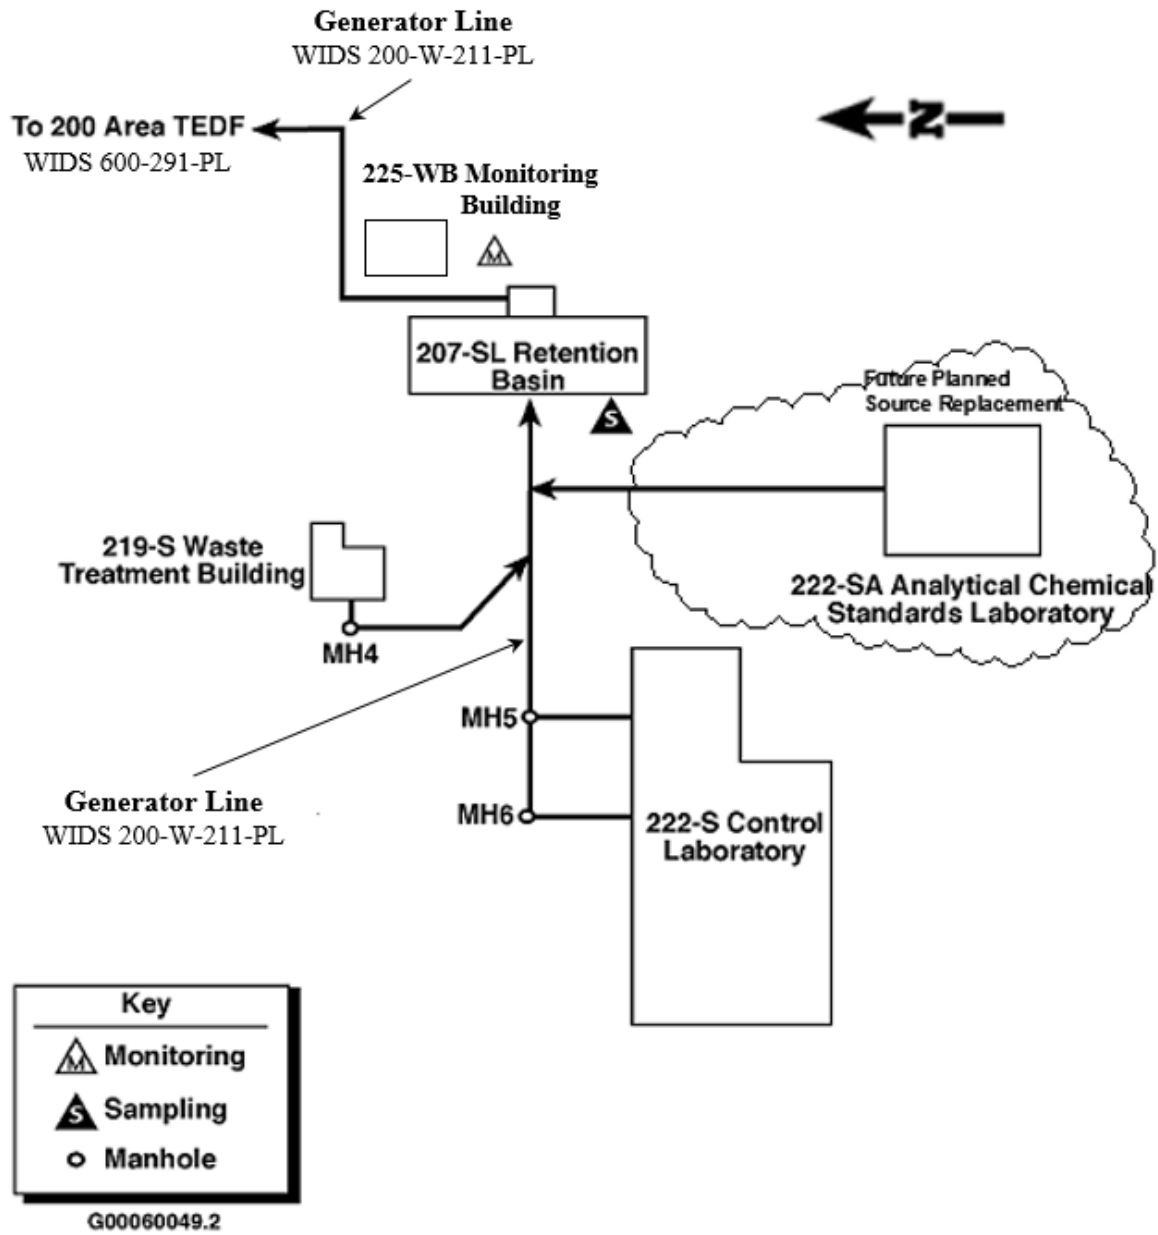 Generator Line
WIDS 200-W-211-PL
To 200 Area TEDF
WIDS 600-291-PL
N
225-WB Monitoring
Building
M
207-SL Retention
Basin
S
Future Planned
Source Replacement
219-S Waste
Treatment Building
222-SA Analytical Chemical
Standards Laboratory
MH4
MH5
Generator Line
WIDS 200-W-211-PL
MH6
222-S Control
Laboratory
Key
M Monitoring
S Sampling
Manhole
G00060049.2